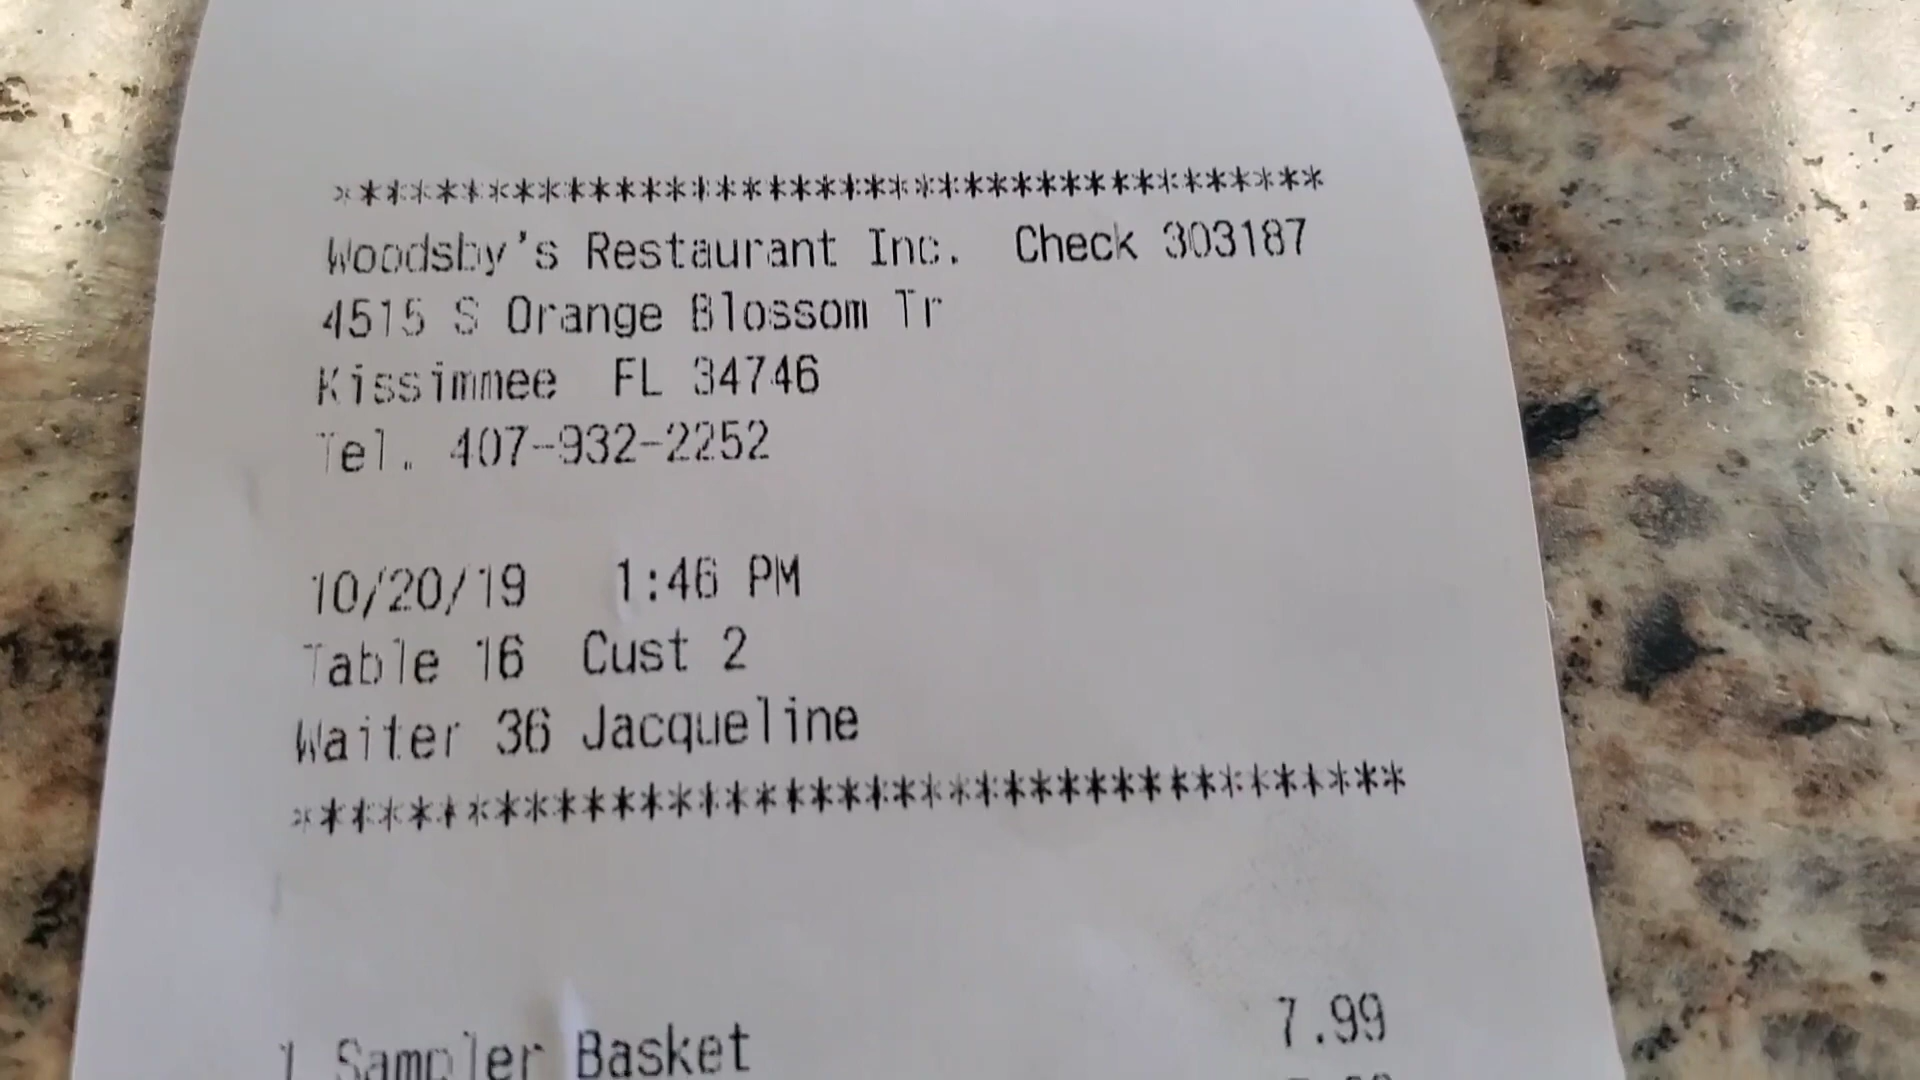 ****************************************
Woodsby's Restaurant Inc. Check 303187
4515 S Orange Blossom Tr
Kissimmee FL 34746
Tel. 407-932-2252
10/20/19 1:46 PM
Table 16 Cust 2
Waiter 36 Jacqueline
****************************************
1 Sampler Basket 7.99